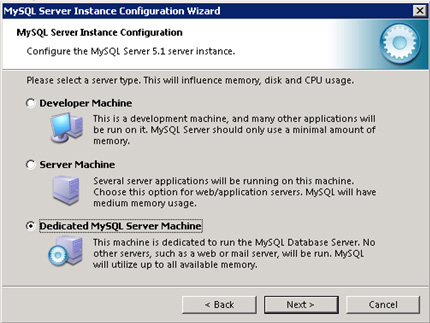 MySQL Server Instance Configuration Wizard
MySQL Server Instance Configuration
Configure the MySQL Server 5.1 server instance.
Please select a server type. This will influence memory, disk and CPU usage.
Developer Machine
This is a development machine, and many other applications will
be run on it. MySQL Server should only use a minimal amount of
memory.
Server Machine
Several server applications will be running on this machine.
Choose this option for web/application servers. MySQL will have
medium memory usage.
Dedicated MySQL Server Machine
This machine is dedicated to run the MySQL Database Server. No
other servers, such as a web or mail server, will be run. MySQL
will utilize up to all available memory.
< Back
Next >
Cancel